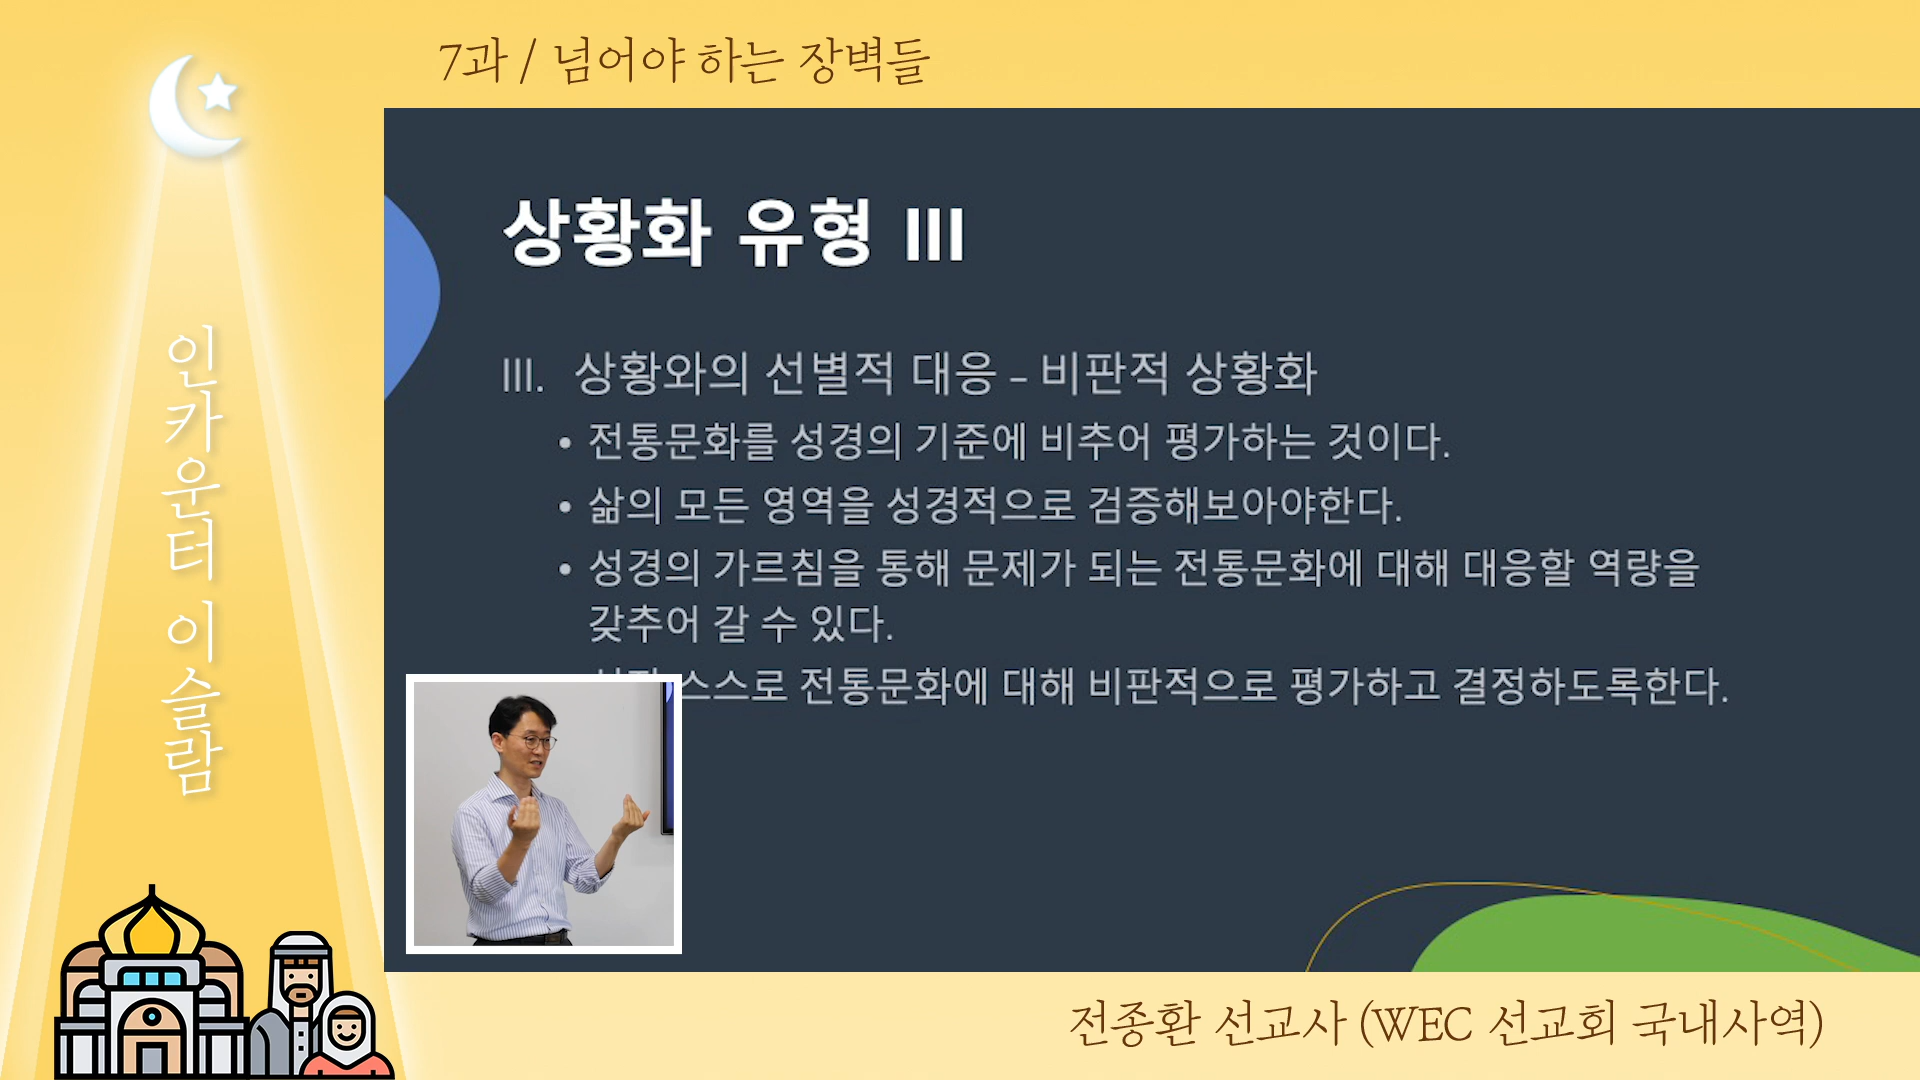 7과 / 넘어야 하는 장벽들
인카운터 이슬람
상황화 유형 III
III. 상황와의 선별적 대응 – 비판적 상황화
• 전통문화를 성경의 기준에 비추어 평가하는 것이다.
• 삶의 모든 영역을 성경적으로 검증해보아야한다.
• 성경의 가르침을 통해 문제가 되는 전통문화에 대해 대응할 역량을
갖추어 갈 수 있다.
스스로 전통문화에 대해 비판적으로 평가하고 결정하도록한다.
전종환 선교사 (WEC 선교회 국내사역)